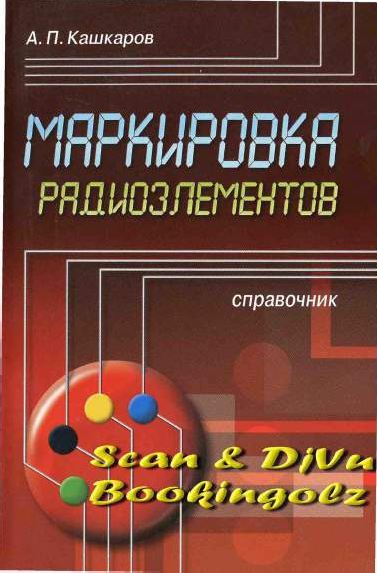 А. П. Кашкаров
МАРКИРОВКА
РАДИОЭЛЕМЕНТОВ
справочник
Scan & DjVu
Bookingolz